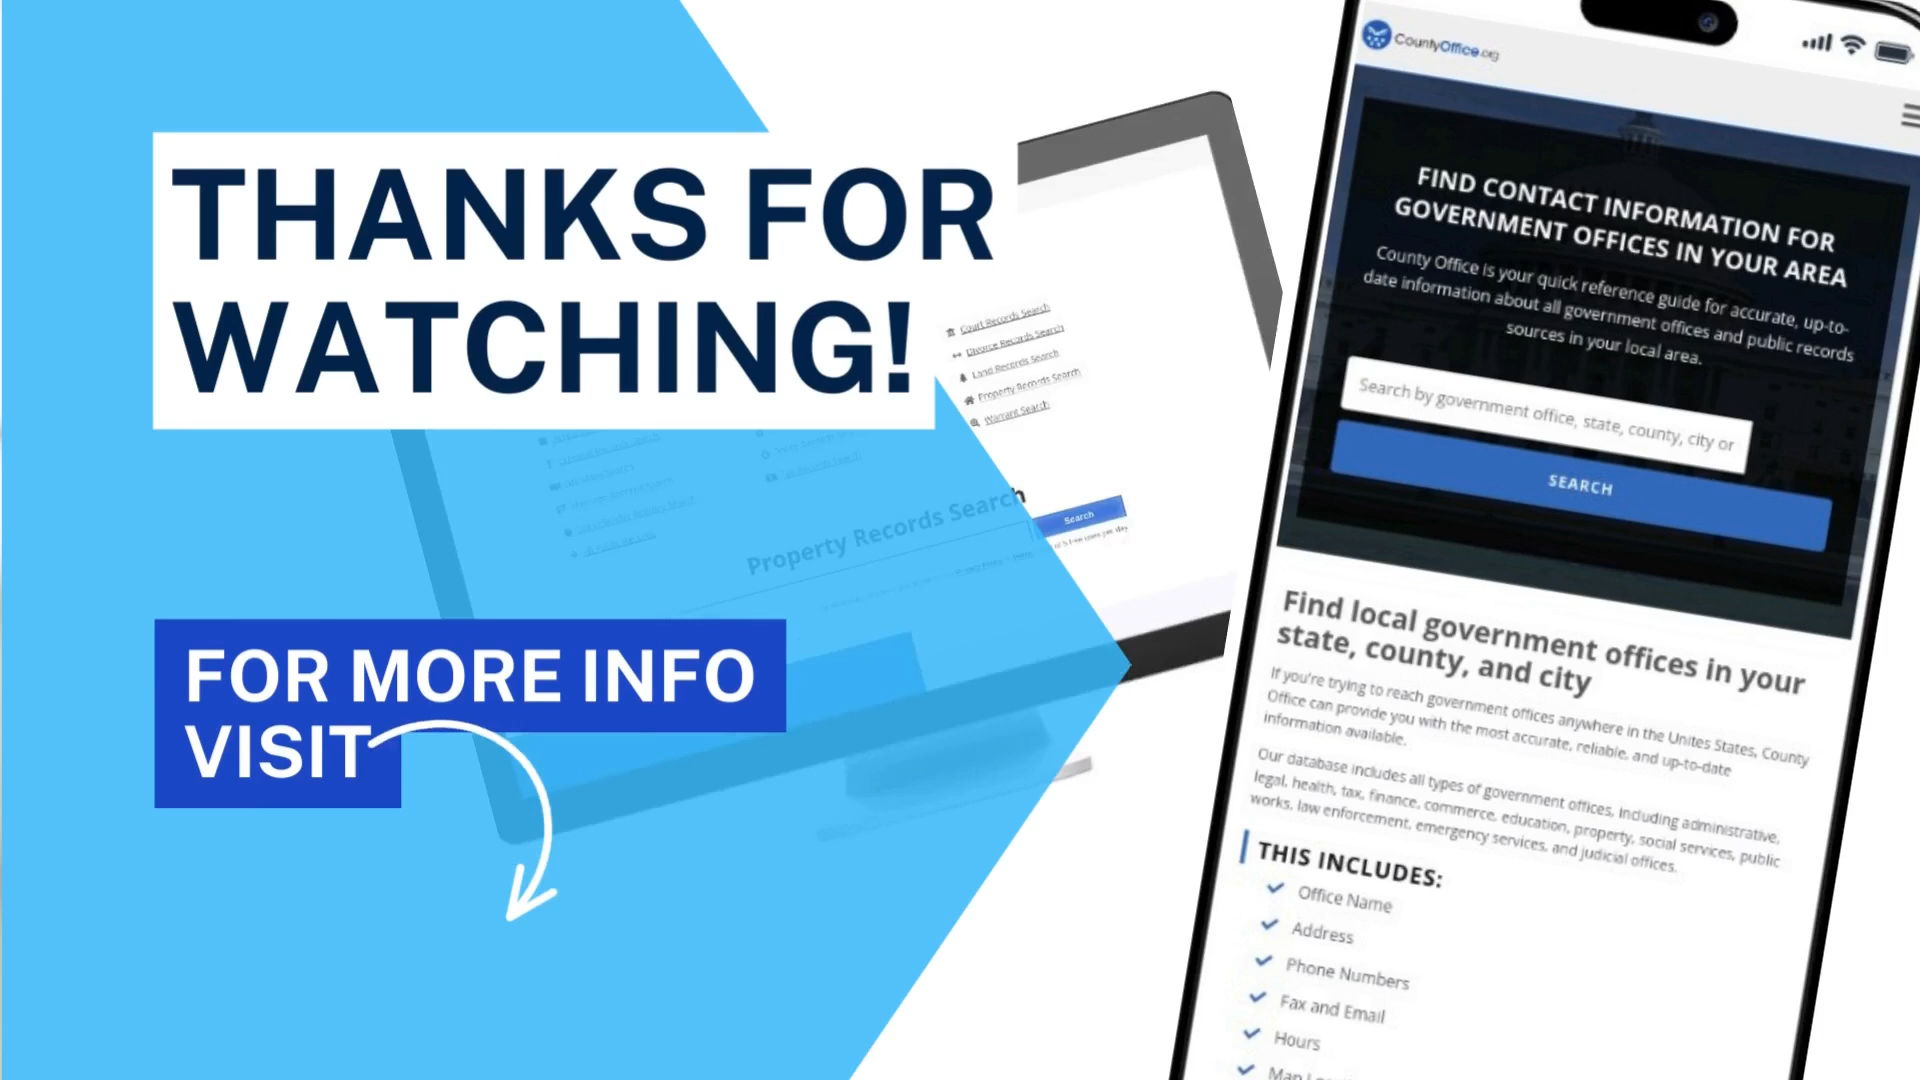 THANKS FOR
WATCHING!
FOR MORE INFO
VISIT
Court Records Search
Divorce Records Search
Land Records Search
Property Records Search
Warrant Search
Property Records Search
Search
CountyOffice.org
FIND CONTACT INFORMATION FOR
GOVERNMENT OFFICES IN YOUR AREA
County Office is your quick reference guide for accurate, up-to-
date information about all government offices and public records
sources in your local area.
Search by government office, state, county, city or
SEARCH
Find local government offices in your
state, county, and city
If you're trying to reach government offices anywhere in the Unites States, County
Office can provide you with the most accurate, reliable, and up-to-date
information available.
Our database includes all types of government offices, including administrative,
legal, health, tax, finance, commerce, education, property, social services, public
works, law enforcement, emergency services, and judicial offices.
THIS INCLUDES:
Office Name
Address
Phone Numbers
Fax and Email
Hours